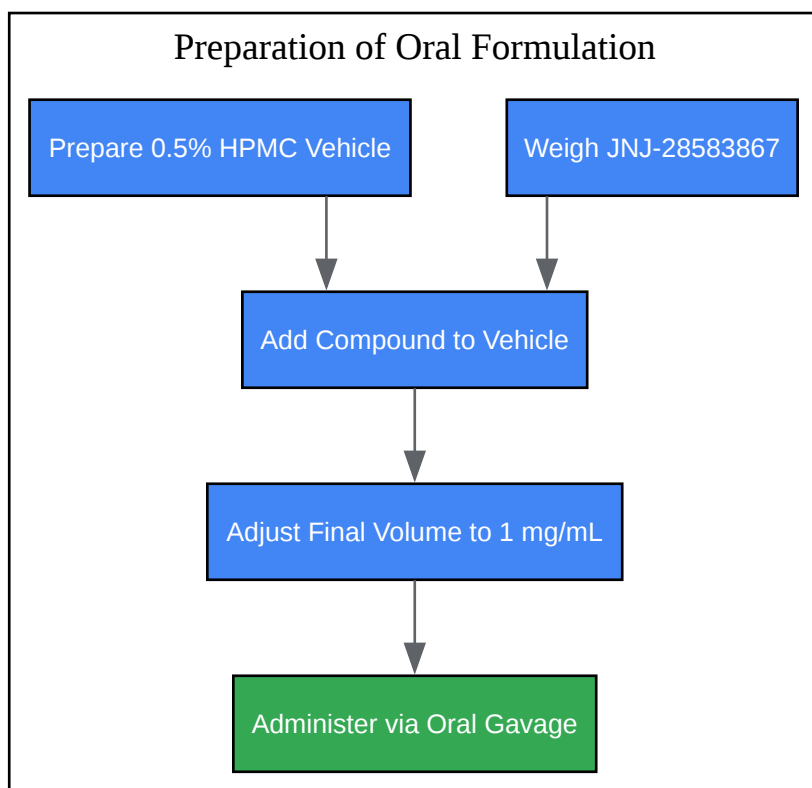 Preparation of Oral Formulation
Prepare 0.5% HPMC Vehicle
Weigh JNJ-28583867
Add Compound to Vehicle
Adjust Final Volume to 1 mg/mL
Administer via Oral Gavage